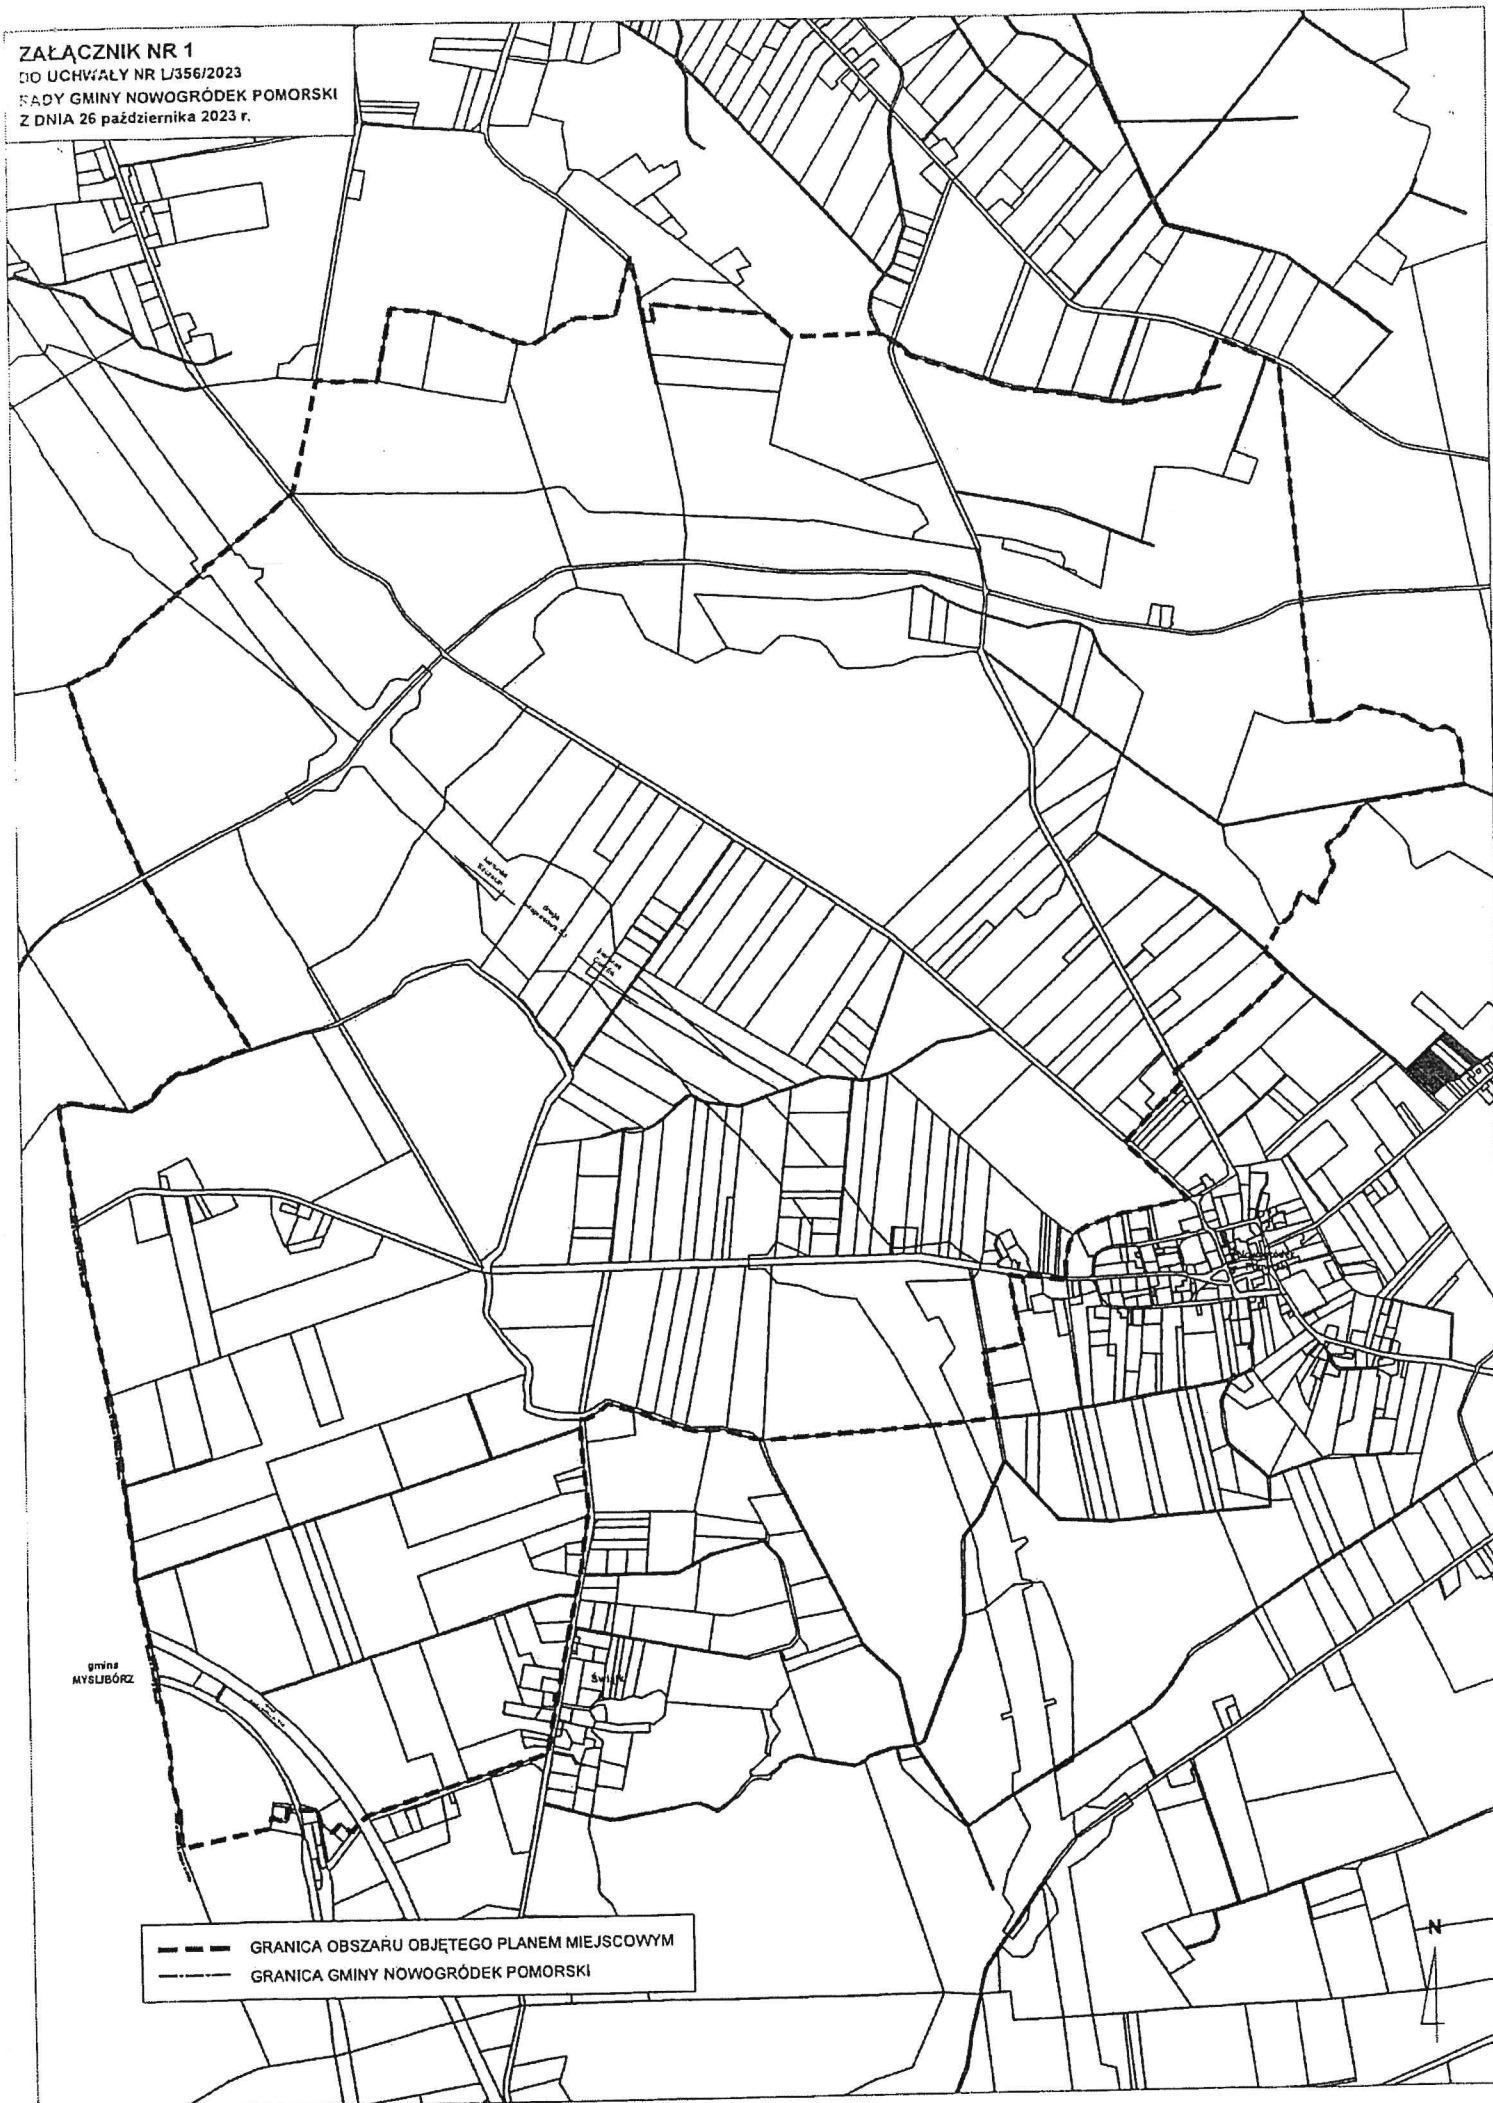 ZAŁĄCZNIK NR 1
DO UCHWAŁY NR L/356/2023
RADY GMINY NOWOGRÓDEK POMORSKI
Z DNIA 26 października 2023 r.
gmina
MYŚLIBÓRZ
GRANICA OBSZARU OBJĘTEGO PLANEM MIEJSCOWYM
GRANICA GMINY NOWOGRÓDEK POMORSKI
N